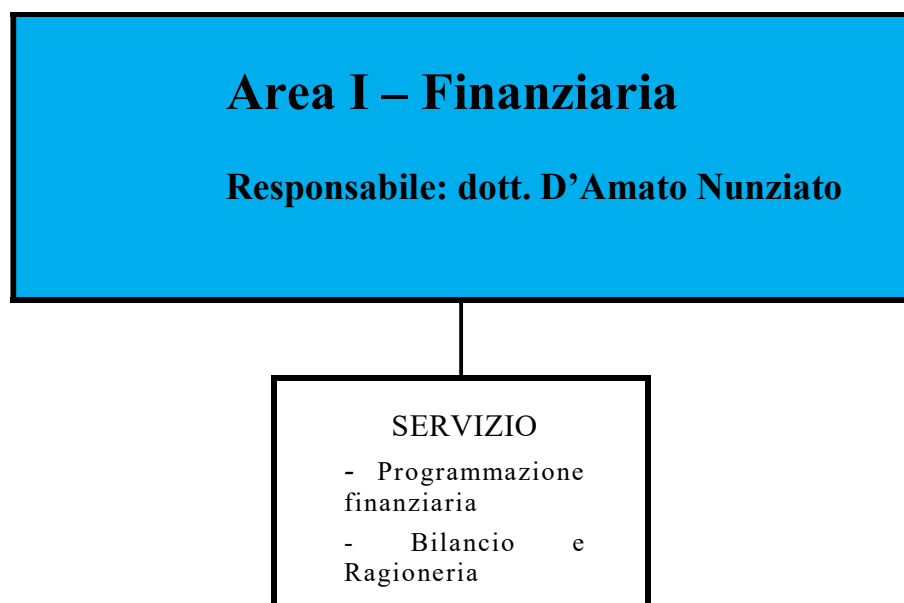 Area I – Finanziaria
Responsabile: dott. D’Amato Nunziato
SERVIZIO
- Programmazione
finanziaria
- Bilancio e
Ragioneria